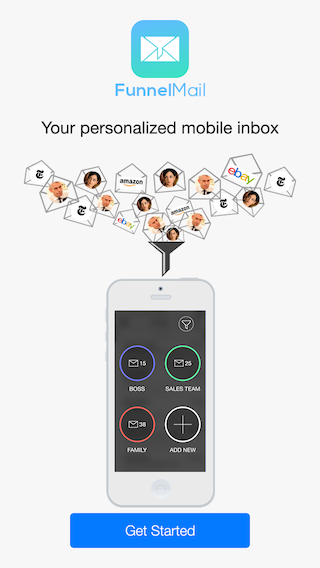 FunnelMail
Your personalized mobile inbox
amazon
ebay
T
T
T
ebay
amazon
T
15
25
BOSS
SALES TEAM
38
FAMILY
ADD NEW
Get Started